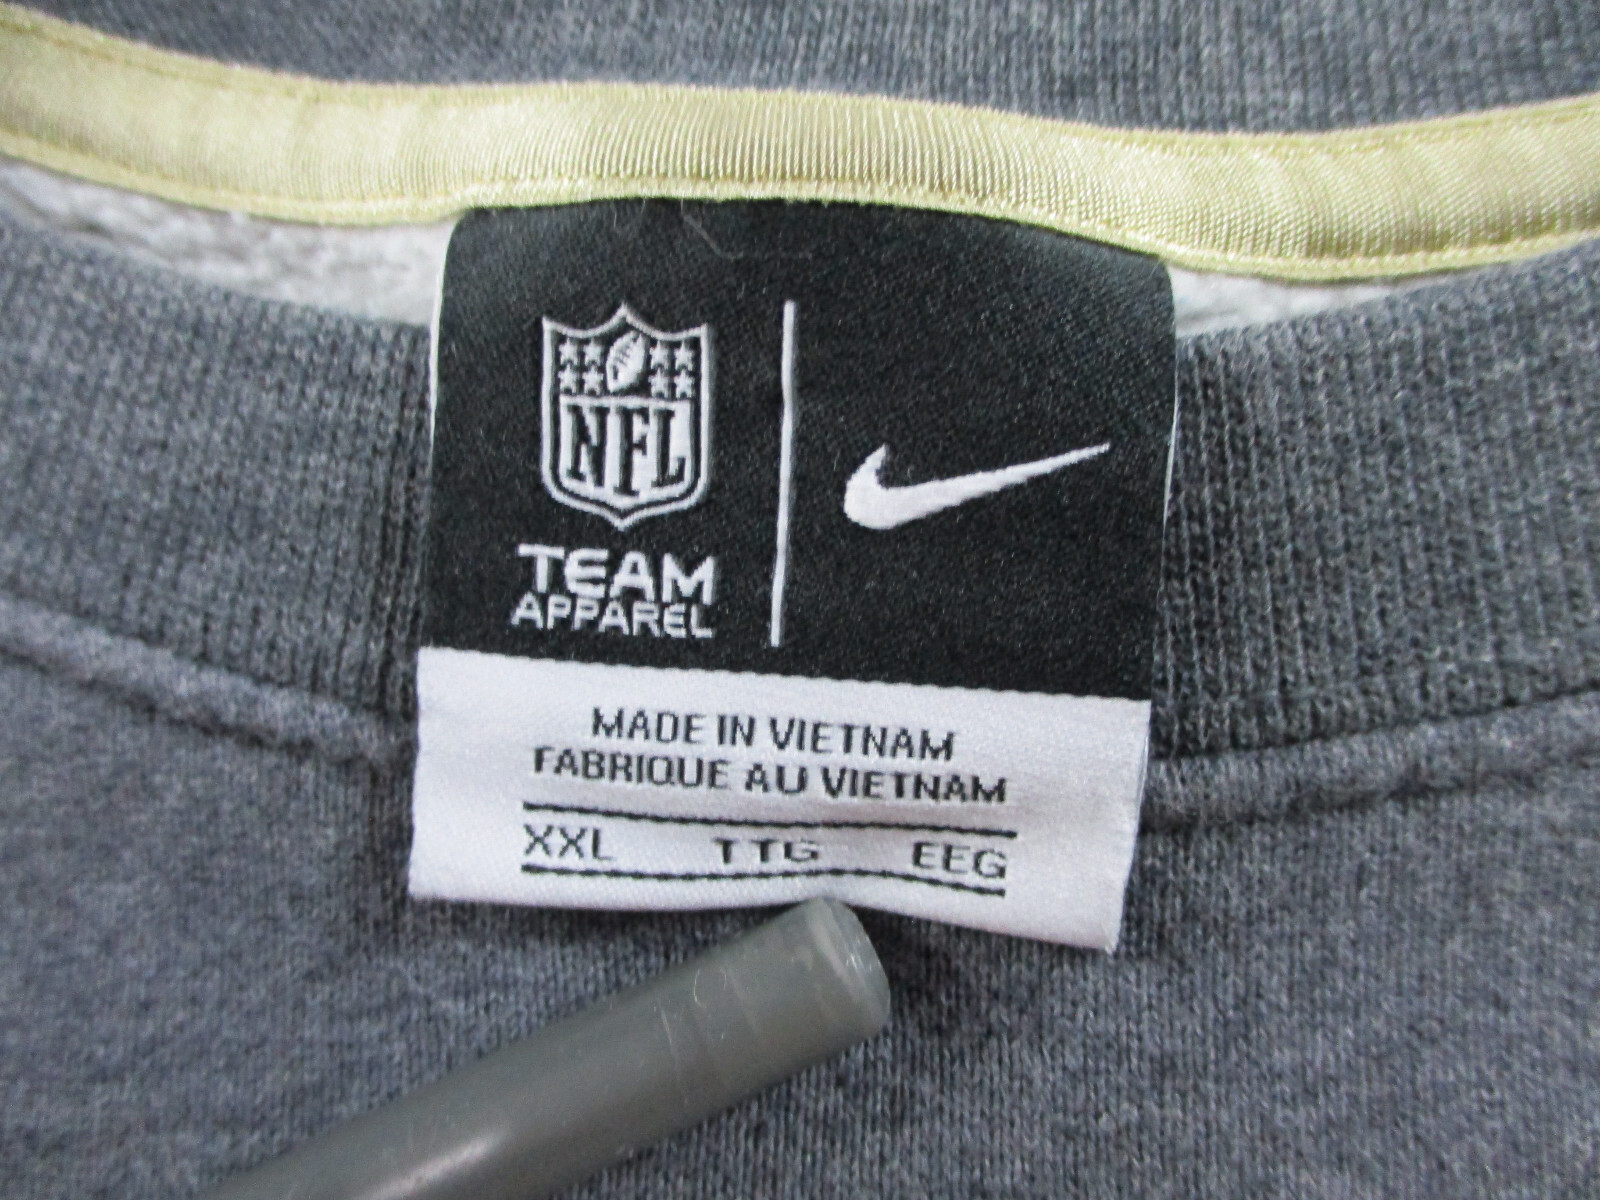 NFL
TEAM
APPAREL
MADE IN VIETNAM
FABRIQUE AU VIETNAM
XXL TTG EEG